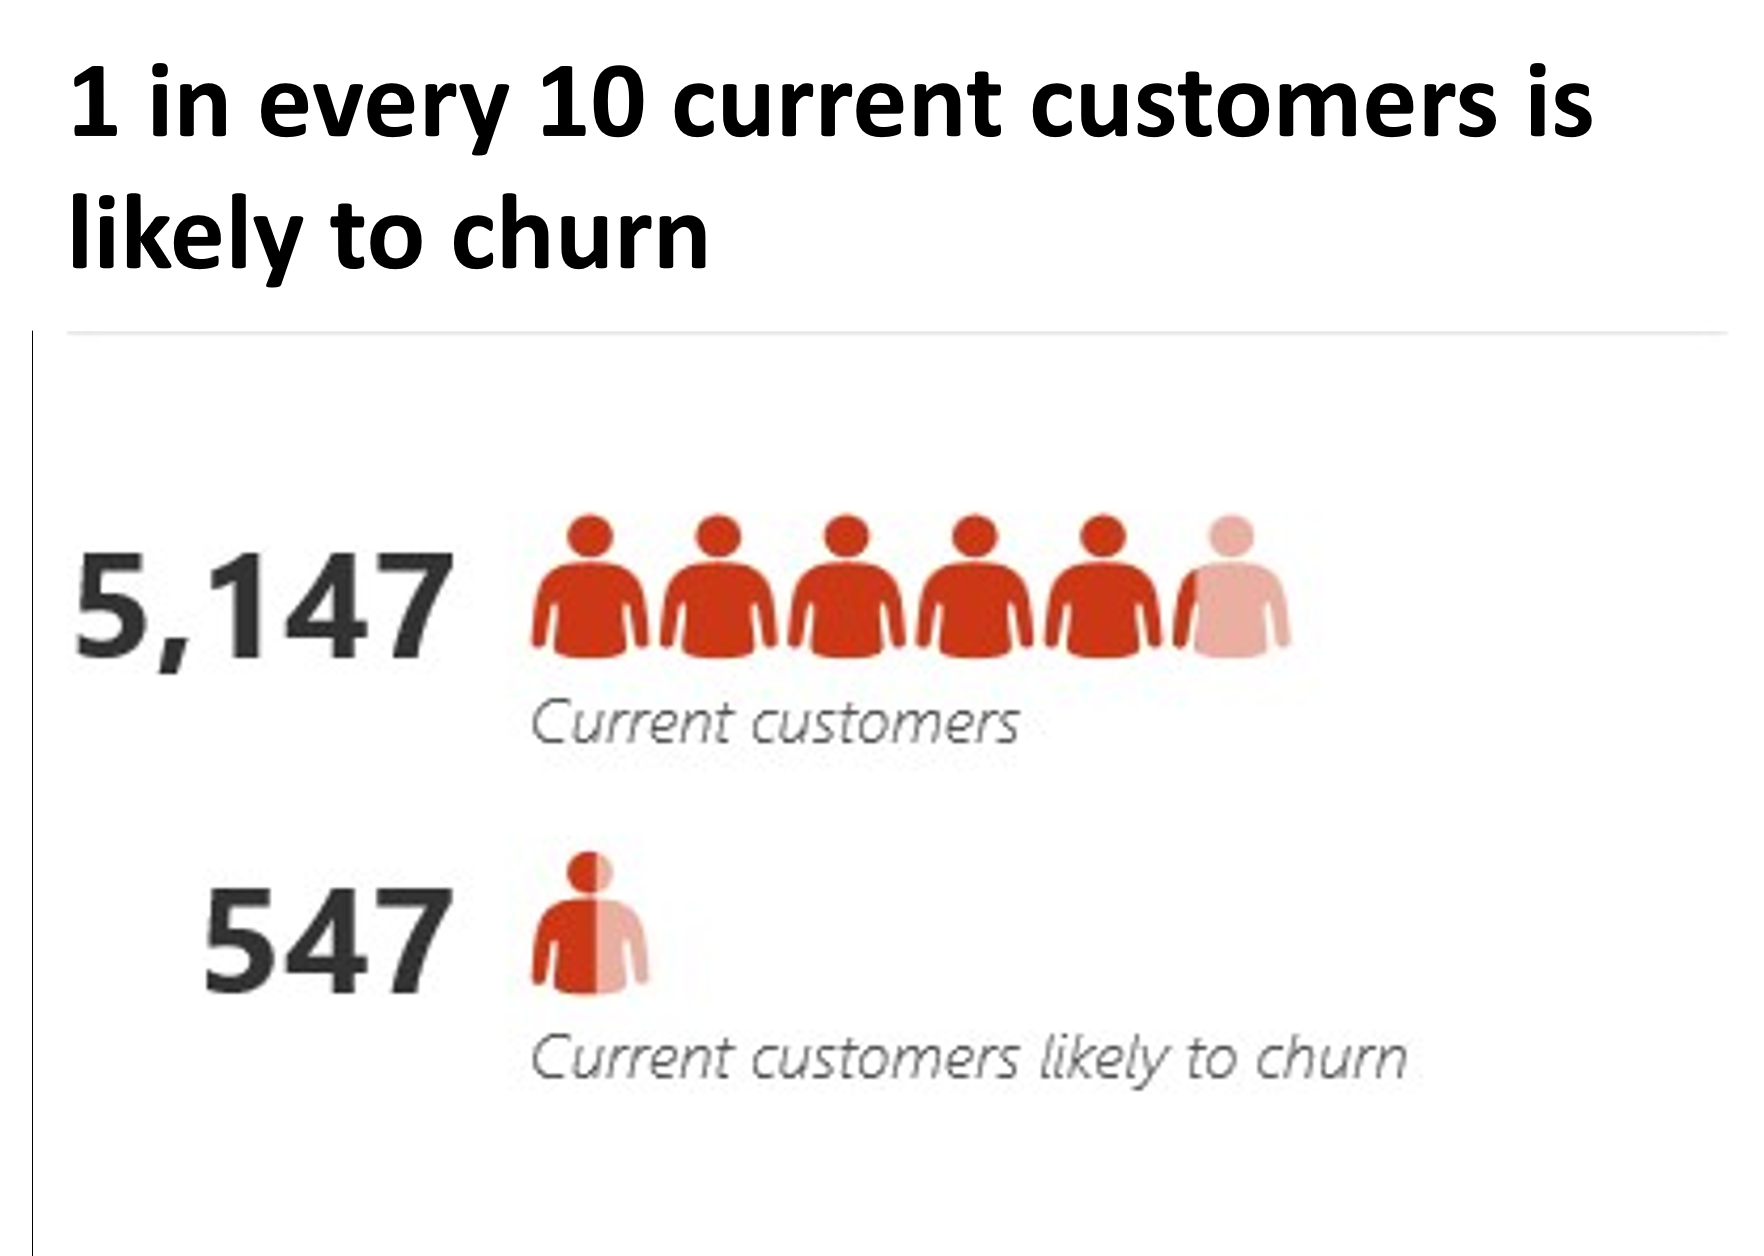 1 in every 10 current customers is
likely to churn
5,147
Current customers
547
Current customers likely to churn